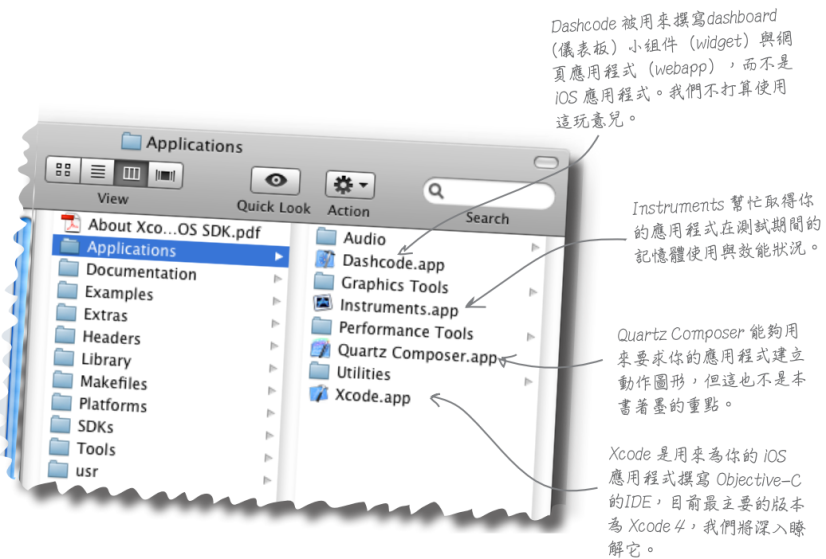 Dashcode 被用來撰寫dashboard
(儀表板) 小組件 (widget) 與網
頁應用程式 (webapp) ,而不是
iOS 應用程式。我們不打算使用
這玩意兒。
Applications
View
Quick Look
Action
Search
About Xco...OS SDK.pdf
Applications
Documentation
Examples
Extras
Headers
Library
Makefiles
Platforms
SDKs
Tools
usr
Audio
Dashcode.app
Graphics Tools
Instruments.app
Performance Tools
Quartz Composer.app
Utilities
Xcode.app
Instruments 幫忙取得你
的應用程式在測試期間的
記憶體使用與效能狀況。
Quartz Composer 能夠用
來要求你的應用程式建立
動作圖形,但這也不是本
書著墨的重點。
Xcode 是用來為你的 iOS
應用程式撰寫 Objective-C
的IDE,目前最主要的版本
為 Xcode 4,我們將深入瞭
解它。